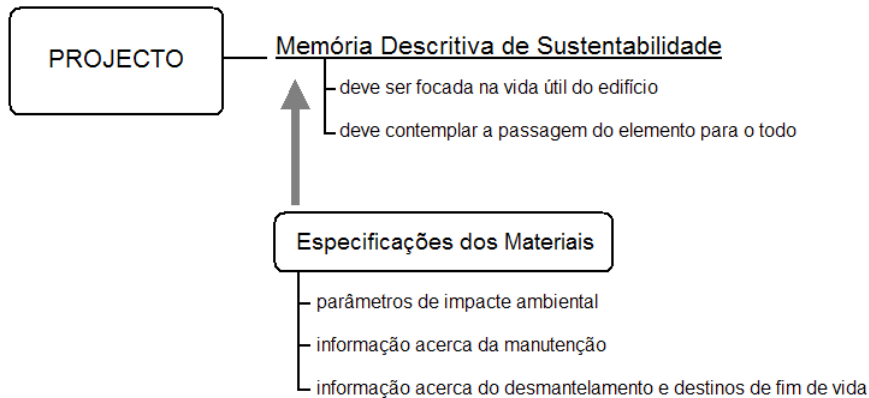 PROJECTO
Memória Descritiva de Sustentabilidade
deve ser focada na vida útil do edifício
deve contemplar a passagem do elemento para o todo
Especificações dos Materiais
parâmetros de impacte ambiental
informação acerca da manutenção
informação acerca do desmantelamento e destinos de fim de vida